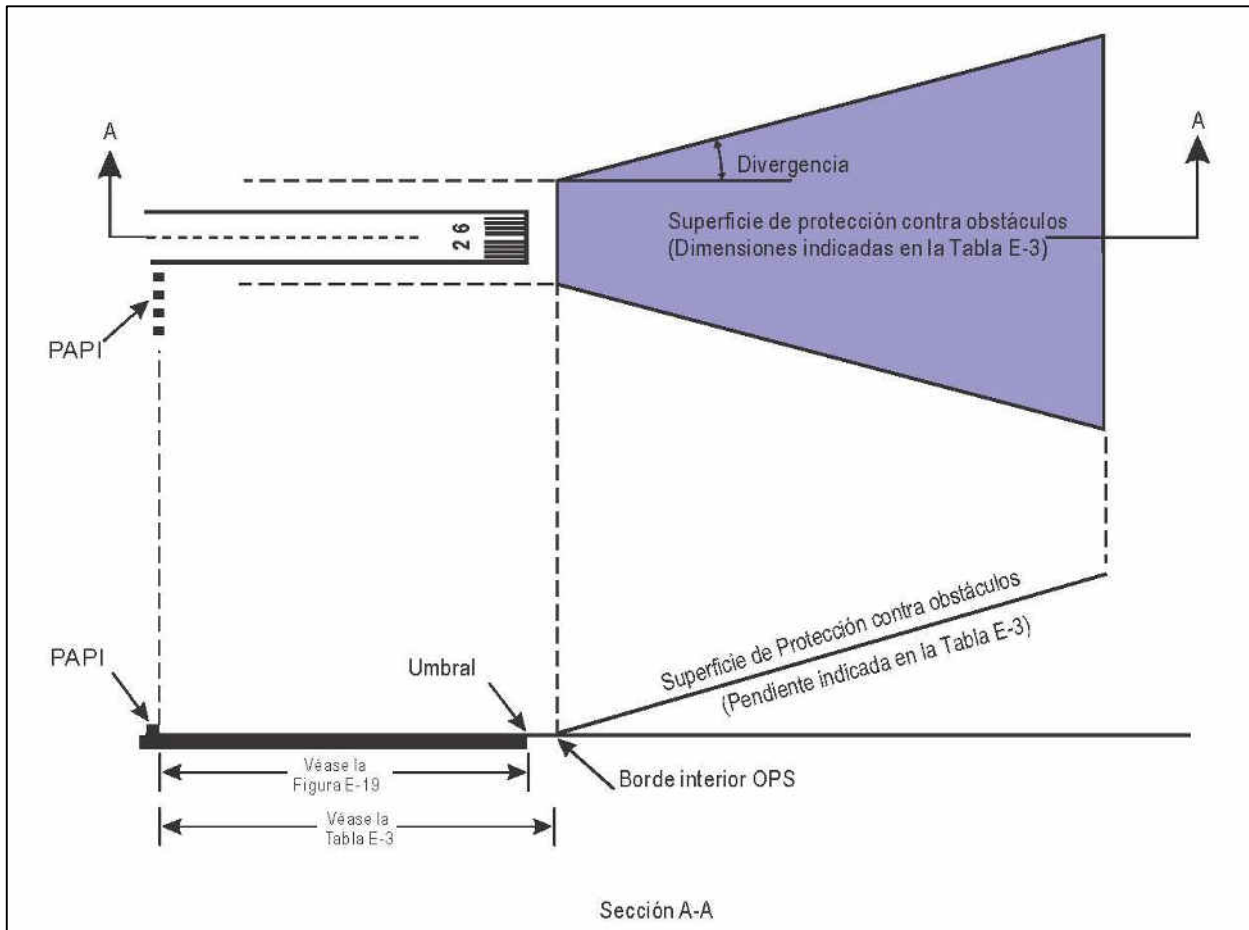 A
A
Divergencia
Superficie de protección contra obstáculos
(Dimensiones indicadas en la Tabla E-3)
26
PAPI
Superficie de Protección contra obstáculos
(Pendiente indicada en la Tabla E-3)
PAPI
Umbral
Borde interior OPS
Véase la
Figura E-19
Véase la
Tabla E-3
Sección A-A